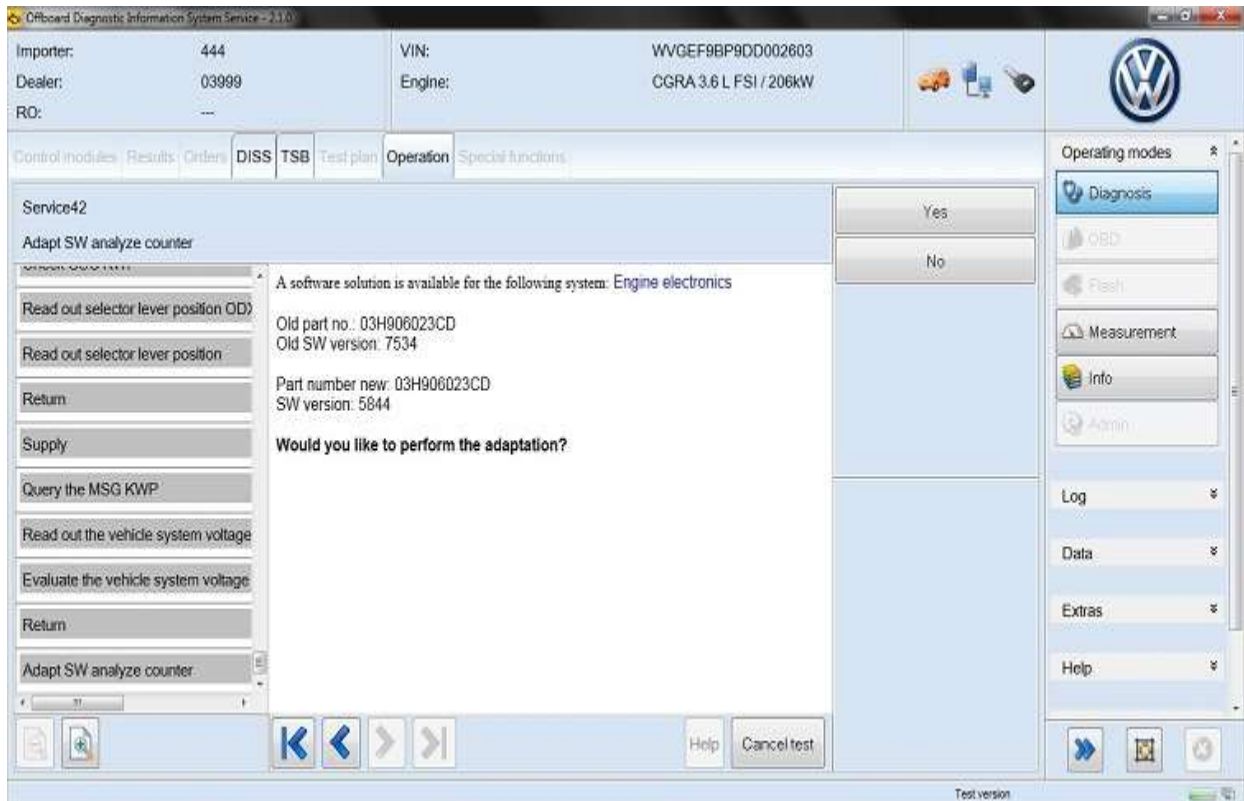 Offboard Diagnostic Information System Service - 2.1.0
Importer: 444 VIN: WVGEF9BP9DD002603
Dealer: 03999 Engine: CGRA 3.6 L FSI / 206kW
RO: ---
Control modules Results Orders DISS TSB Test plan Operation Special functions
Service42
Adapt SW analyze counter
Read out selector lever position ODX
Read out selector lever position
Return
Supply
Query the MSG KWP
Read out the vehicle system voltage
Evaluate the vehicle system voltage
Return
Adapt SW analyze counter
A software solution is available for the following system: Engine electronics
Old part no.: 03H906023CD
Old SW version: 7534
Part number new: 03H906023CD
SW version: 5844
Would you like to perform the adaptation?
Help Cancel test
Yes
No
Operating modes
Diagnosis
OBD
Flash
Measurement
Info
Admin
Log
Data
Extras
Help
Test version